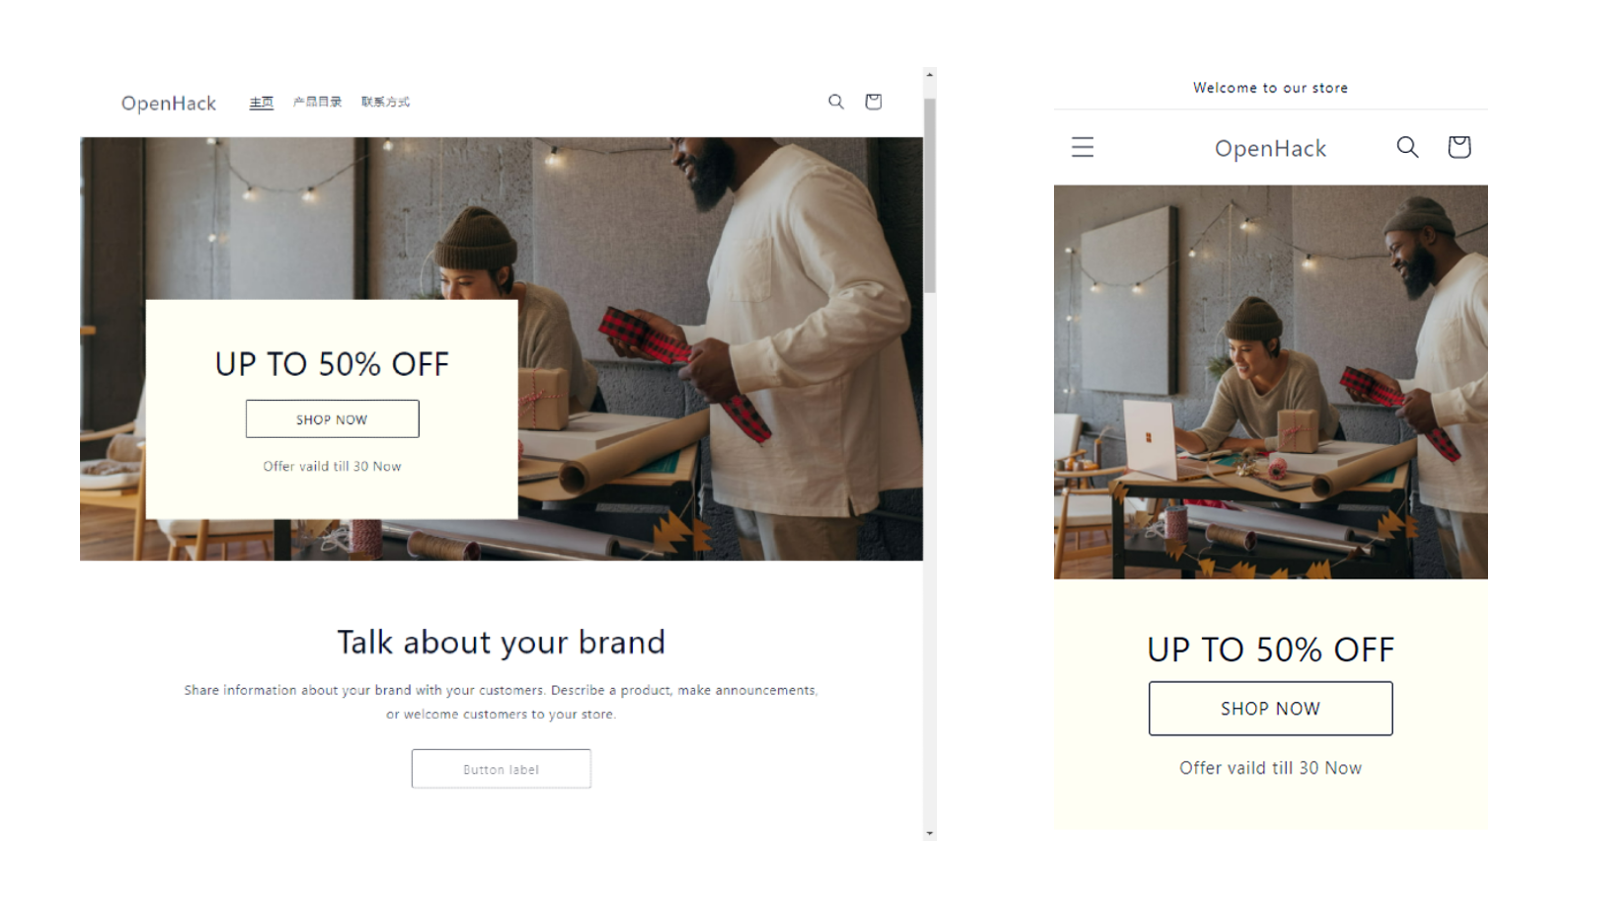 OpenHack 主页 产品目录 联系方式
UP TO 50% OFF
SHOP NOW
Offer vaild till 30 Now
Talk about your brand
Share information about your brand with your customers. Describe a product, make announcements,
or welcome customers to your store.
Button label
Welcome to our store
OpenHack
UP TO 50% OFF
SHOP NOW
Offer vaild till 30 Now